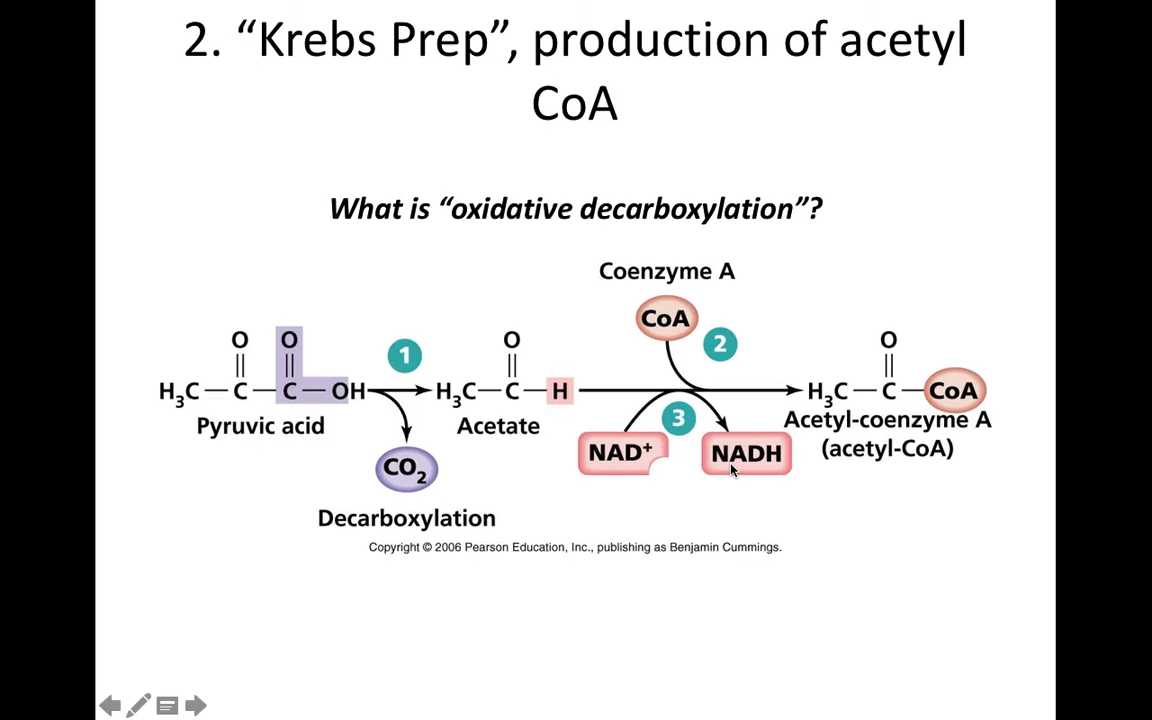 2. “Krebs Prep”, production of acetyl
CoA
What is “oxidative decarboxylation”?
Coenzyme A
CoA
2
O O
1
O
O
H₃C — C — C — OH
H₃C — C — H
H₃C — C — CoA
Pyruvic acid
Acetate
3
Acetyl-coenzyme A
(acetyl-CoA)
NAD⁺
NADH
CO₂
Decarboxylation
Copyright © 2006 Pearson Education, Inc., publishing as Benjamin Cummings.